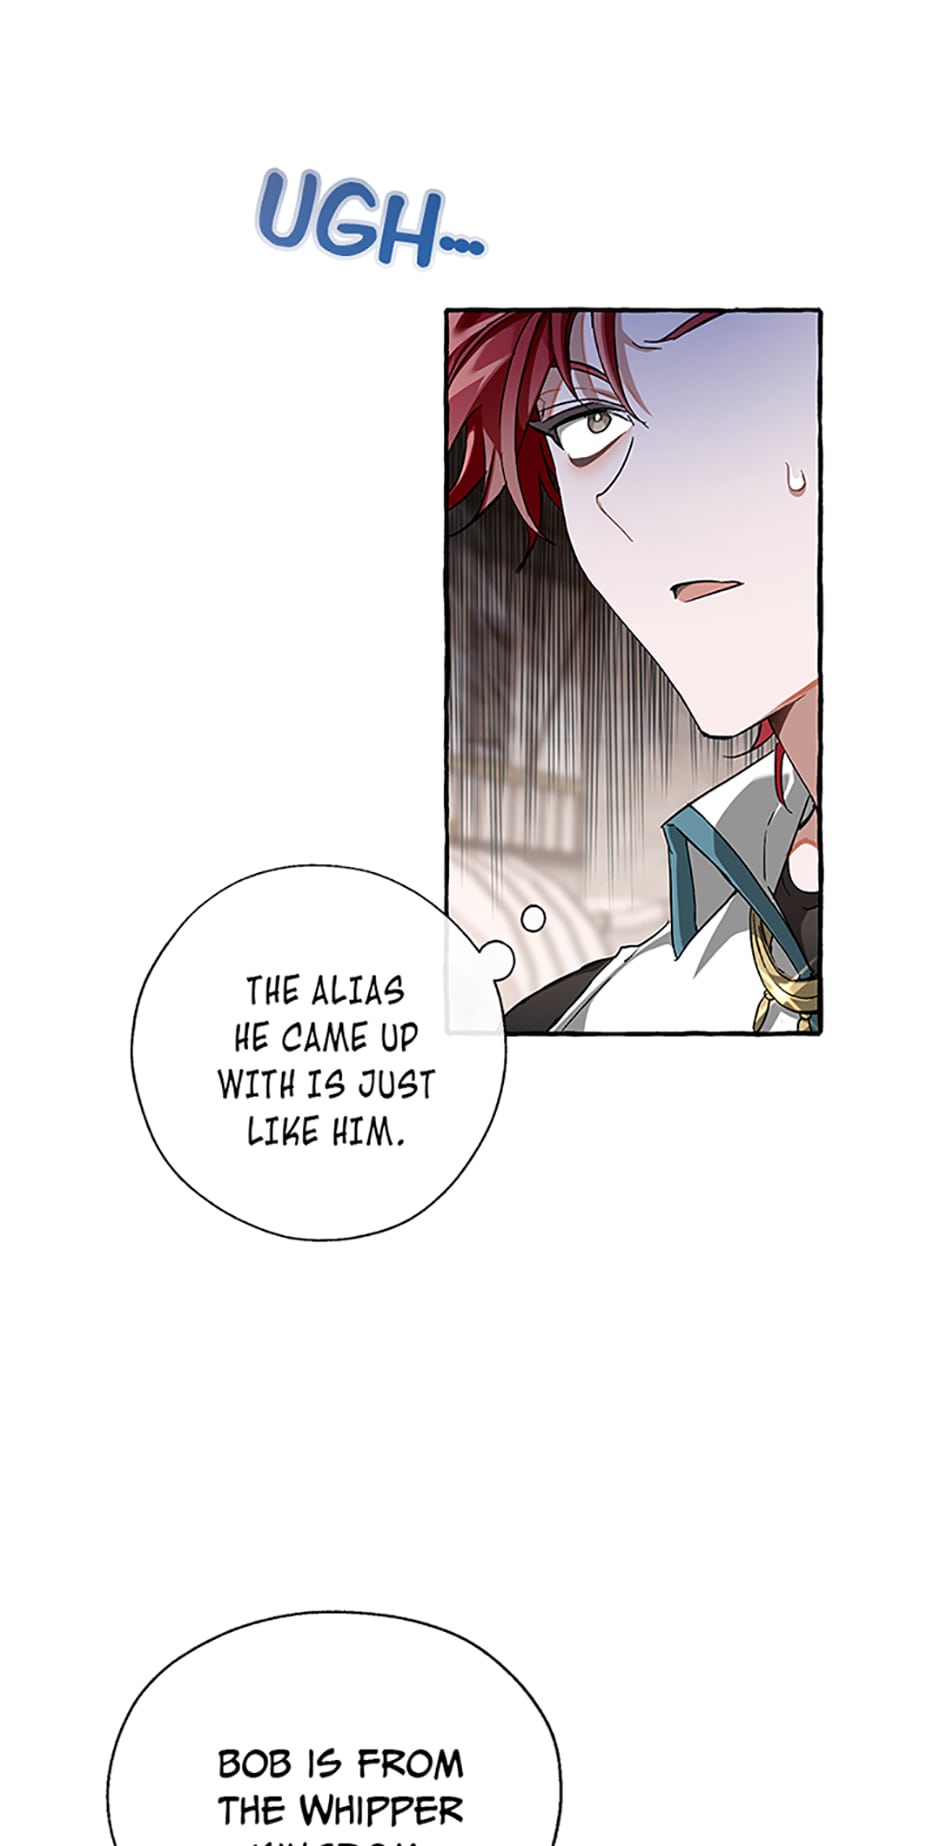 UGH...
THE ALIAS
HE CAME UP
WITH IS JUST
LIKE HIM.
BOB IS FROM
THE WHIPPER